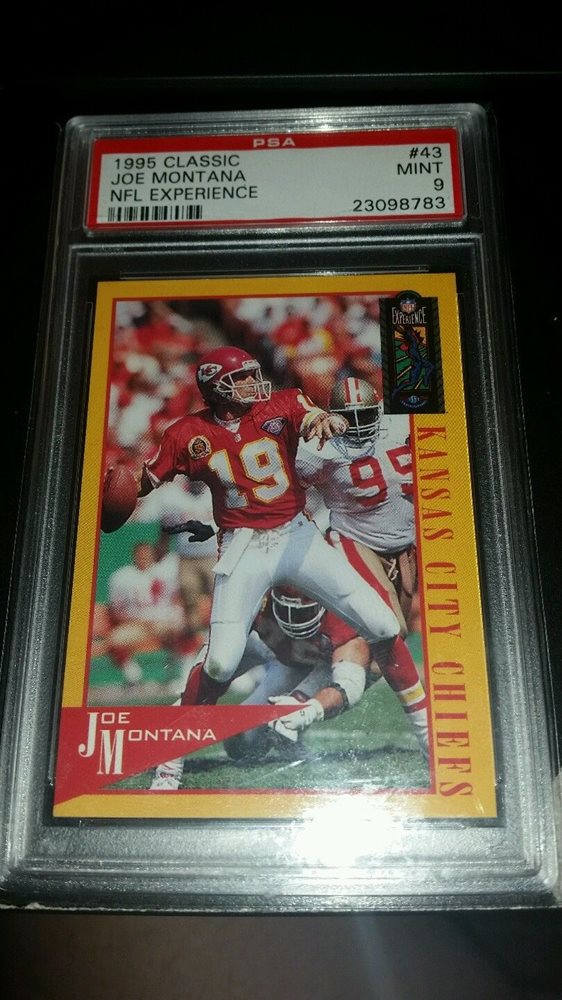 PSA
1995 CLASSIC #43
JOE MONTANA MINT
NFL EXPERIENCE 9
23098783
NFL
EXPERIENCE
KANSAS CITY CHIEFS
19
95
JOE
MONTANA